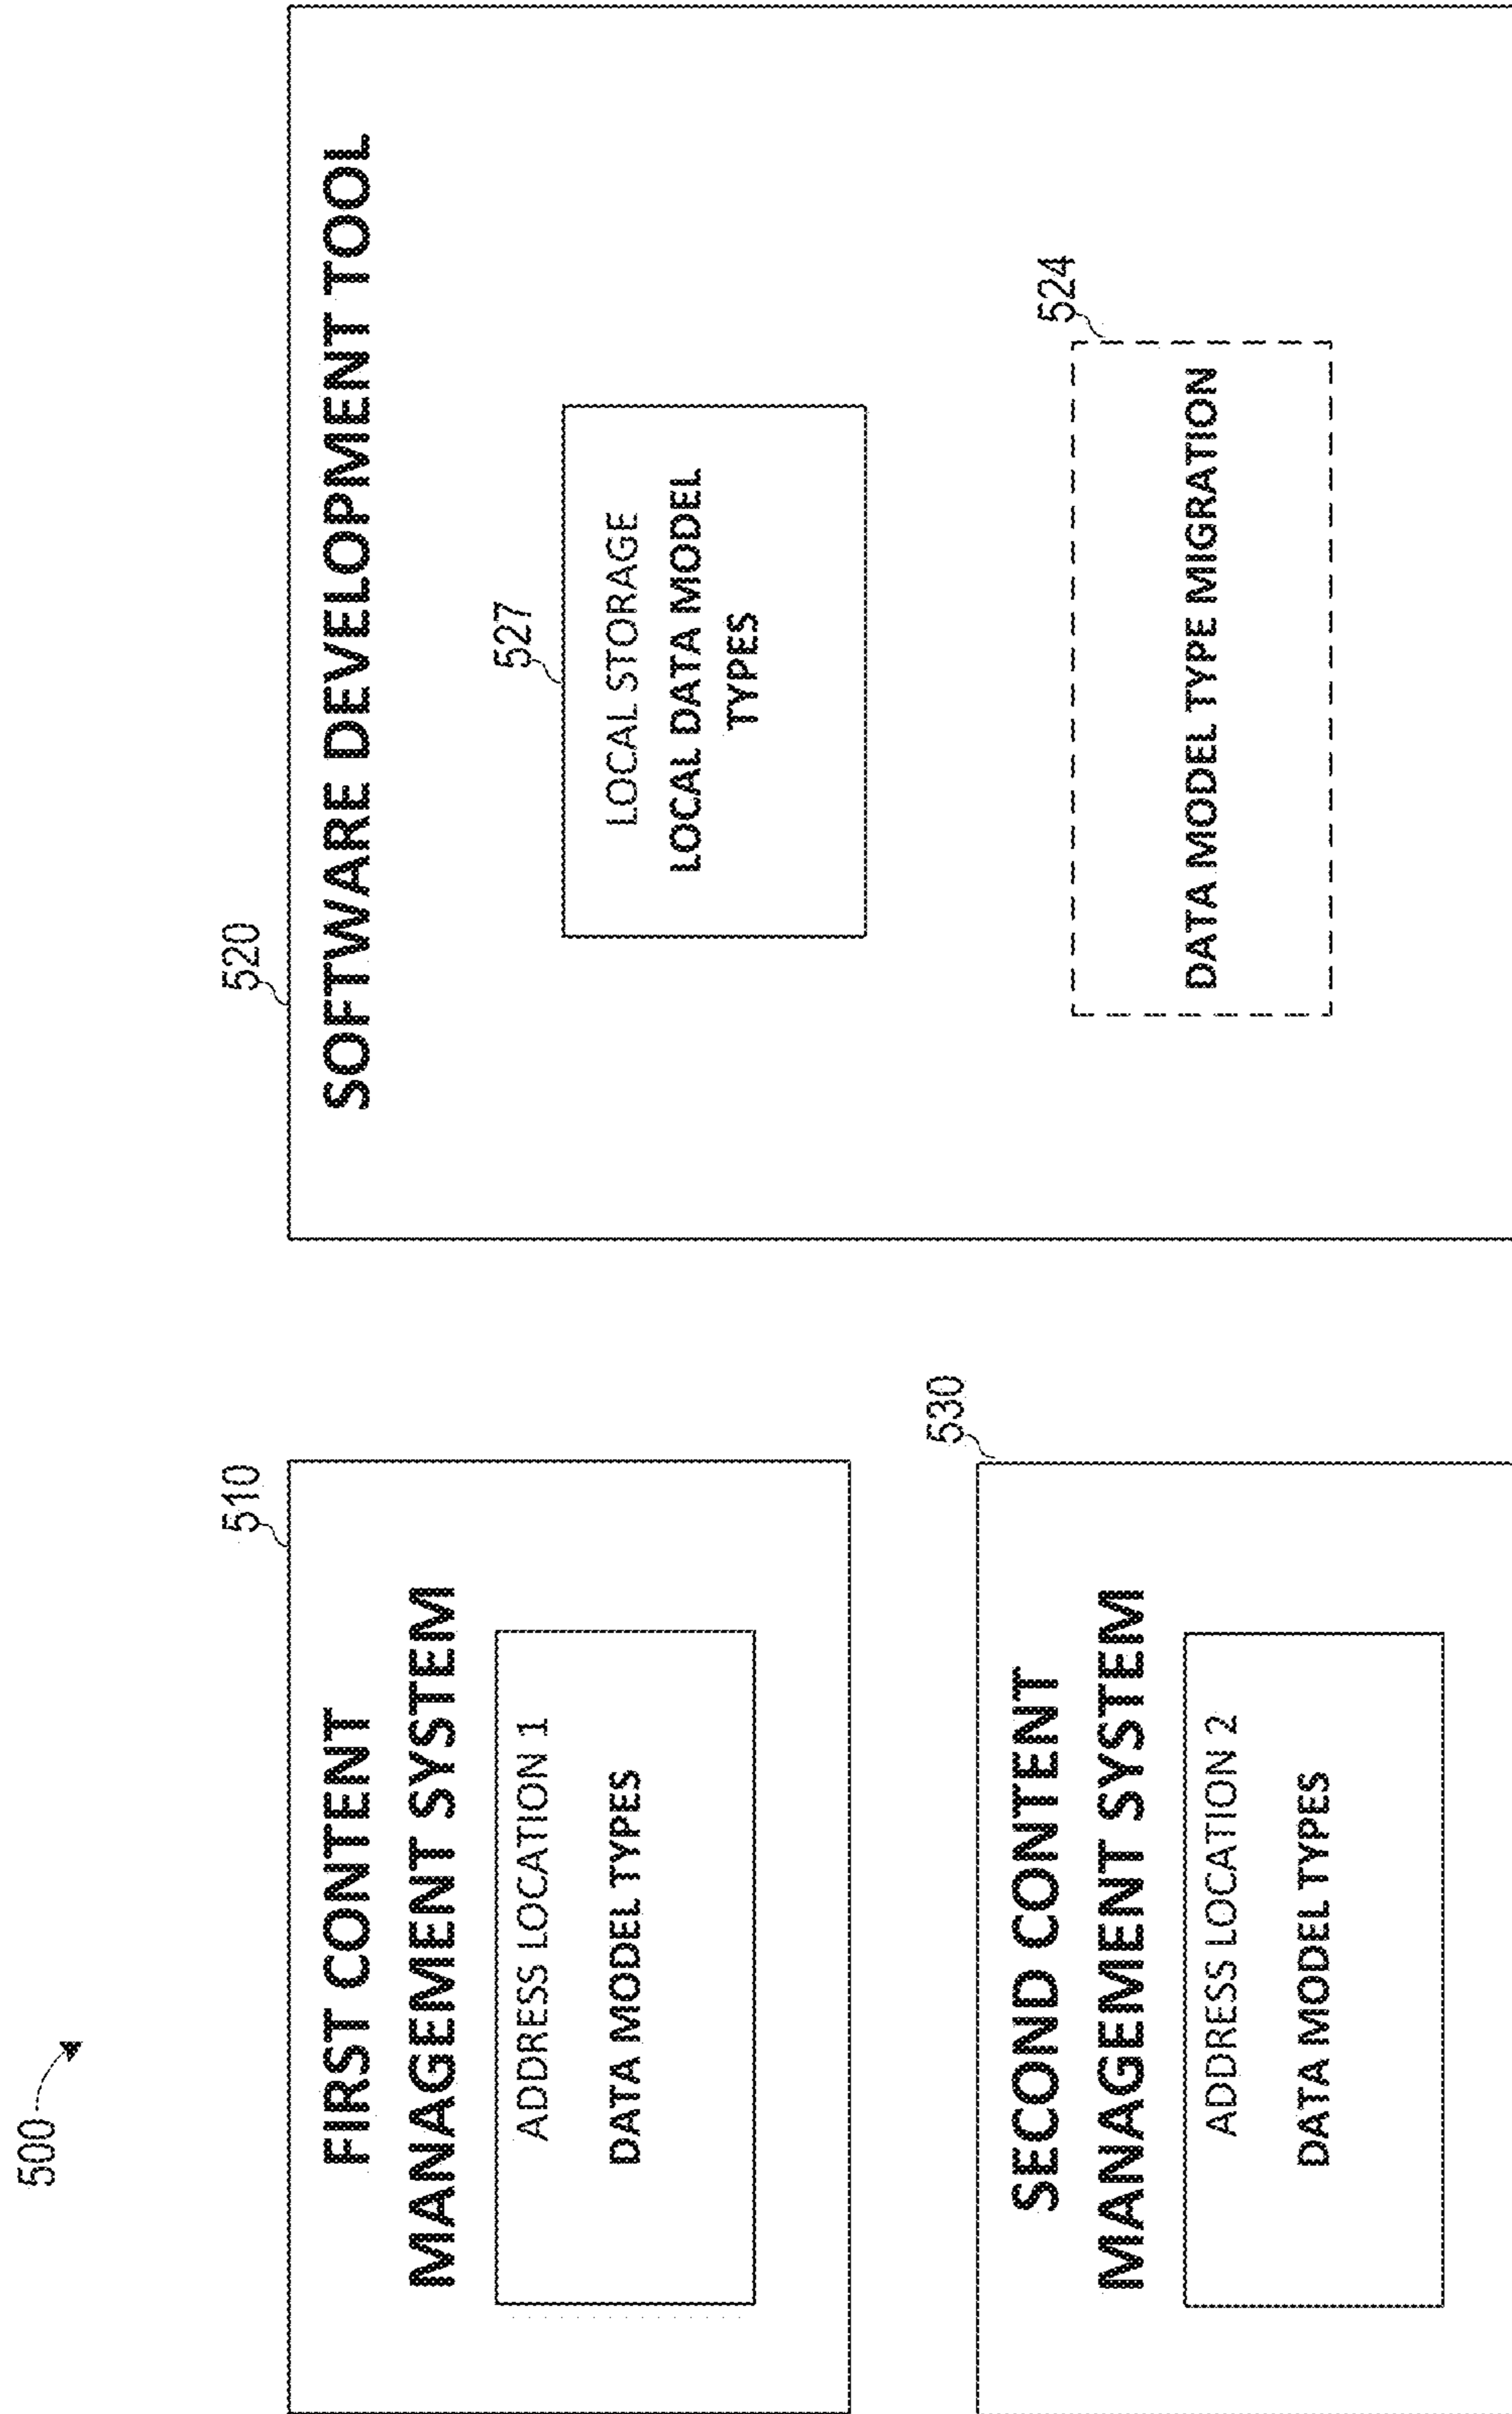 500
510
FIRST CONTENT
MANAGEMENT SYSTEM
ADDRESS LOCATION 1
DATA MODEL TYPES
530
SECOND CONTENT
MANAGEMENT SYSTEM
ADDRESS LOCATION 2
DATA MODEL TYPES
520
SOFTWARE DEVELOPMENT TOOL
527
LOCAL STORAGE
LOCAL DATA MODEL
TYPES
524
DATA MODEL TYPE MIGRATION